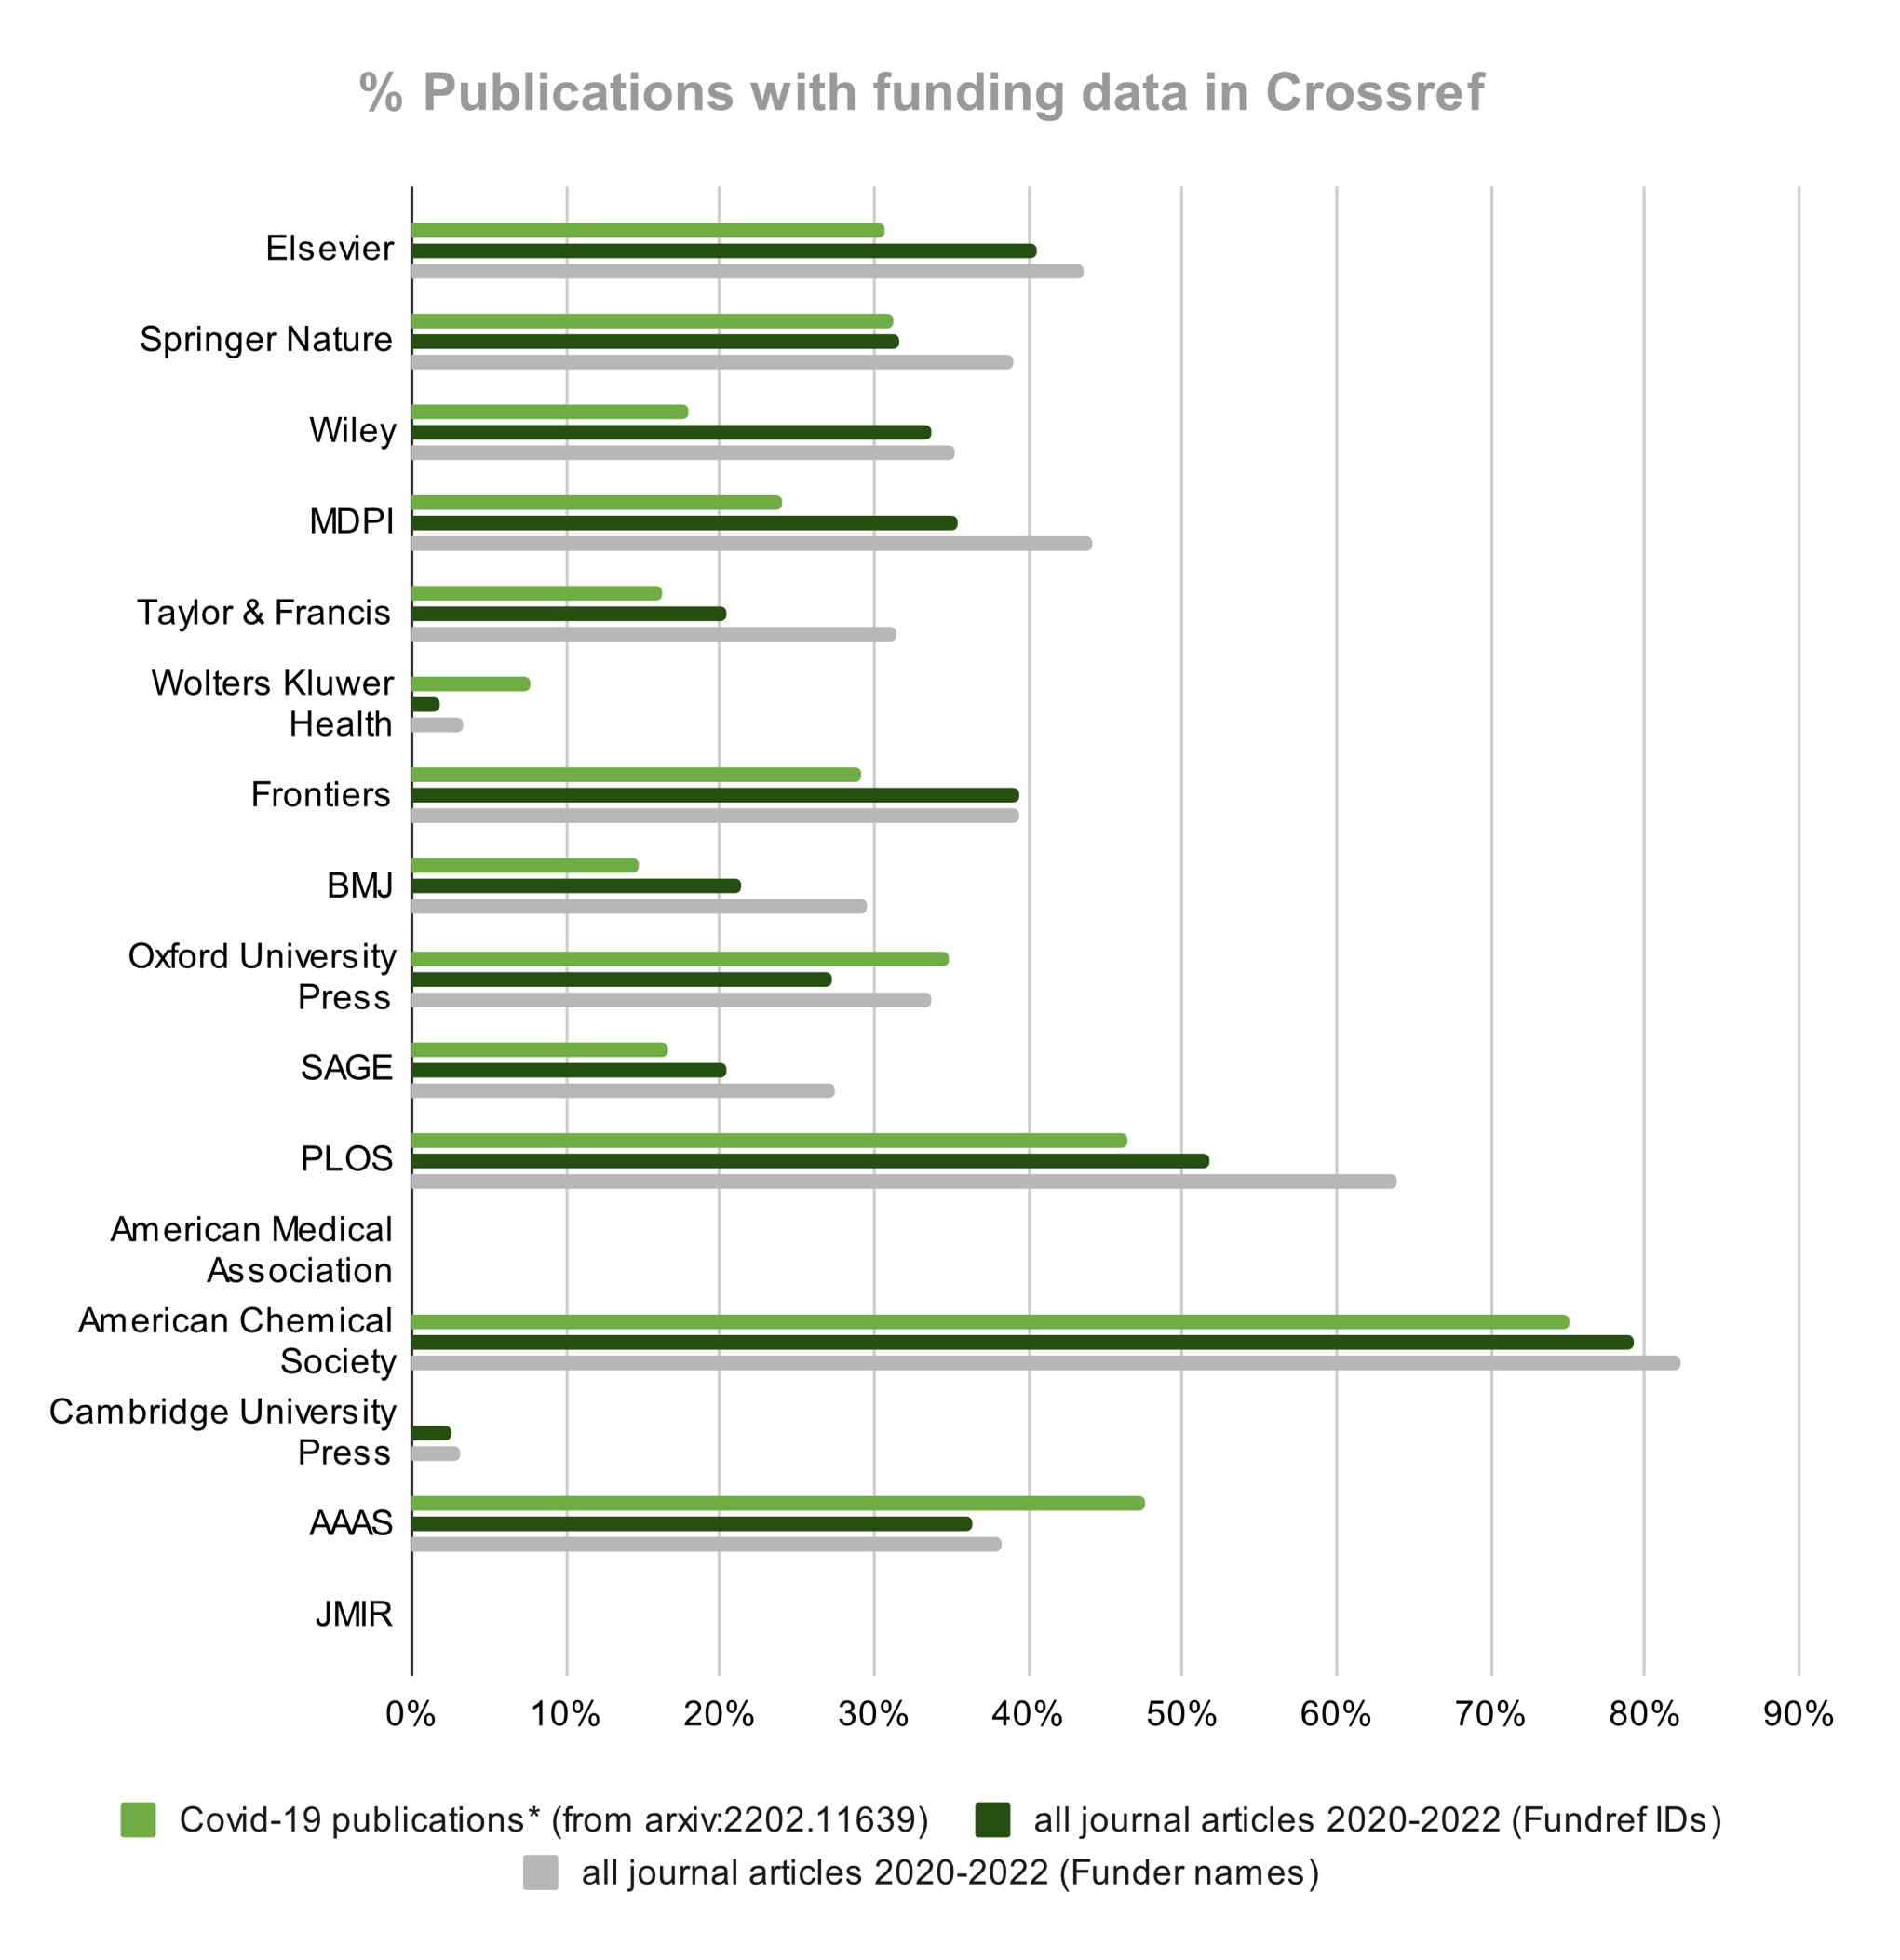 % Publications with funding data in Crossref
Elsevier
Springer Nature
Wiley
MDPI
Taylor & Francis
Wolters Kluwer
Health
Frontiers
BMJ
Oxford University
Press
SAGE
PLOS
American Medical
Association
American Chemical
Society
Cambridge University
Press
AAAS
JMIR
0% 10% 20% 30% 40% 50% 60% 70% 80% 90%
Covid-19 publications* (from arxiv:2202.11639) all journal articles 2020-2022 (Fundref IDs)
all journal articles 2020-2022 (Funder names)